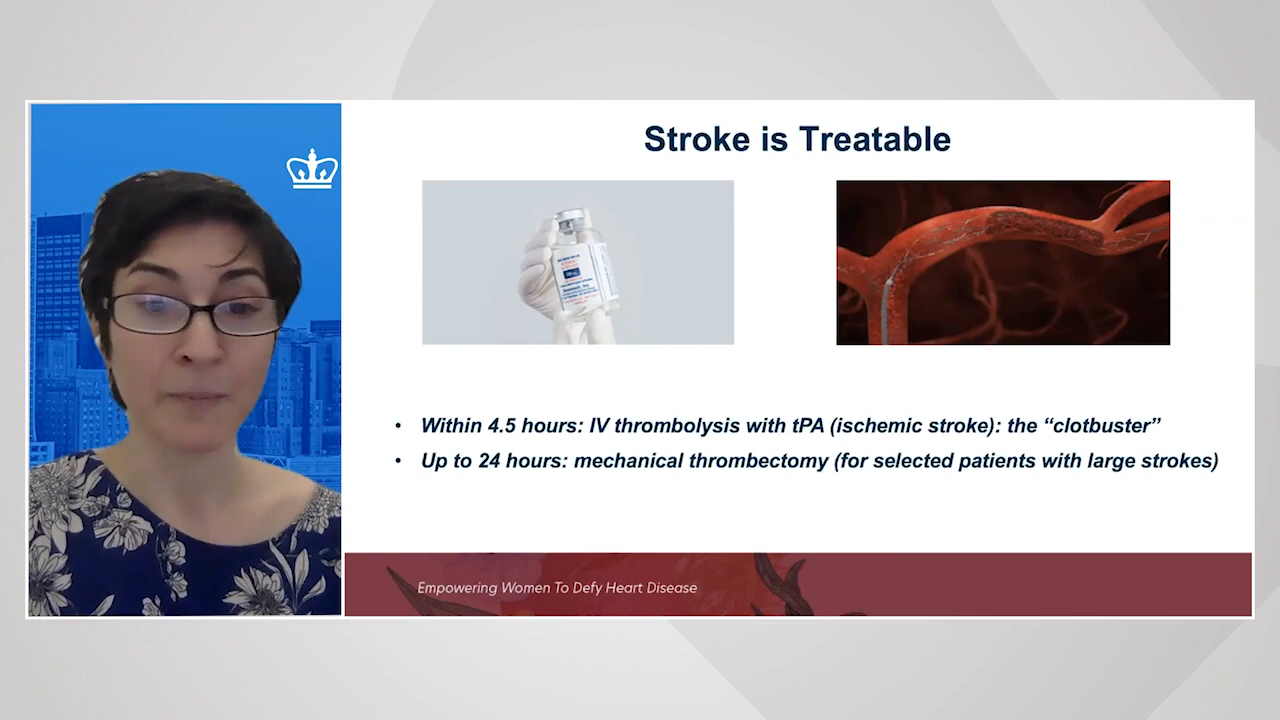 Stroke is Treatable
• Within 4.5 hours: IV thrombolysis with tPA (ischemic stroke): the “clotbuster”
• Up to 24 hours: mechanical thrombectomy (for selected patients with large strokes)
Empowering Women To Defy Heart Disease